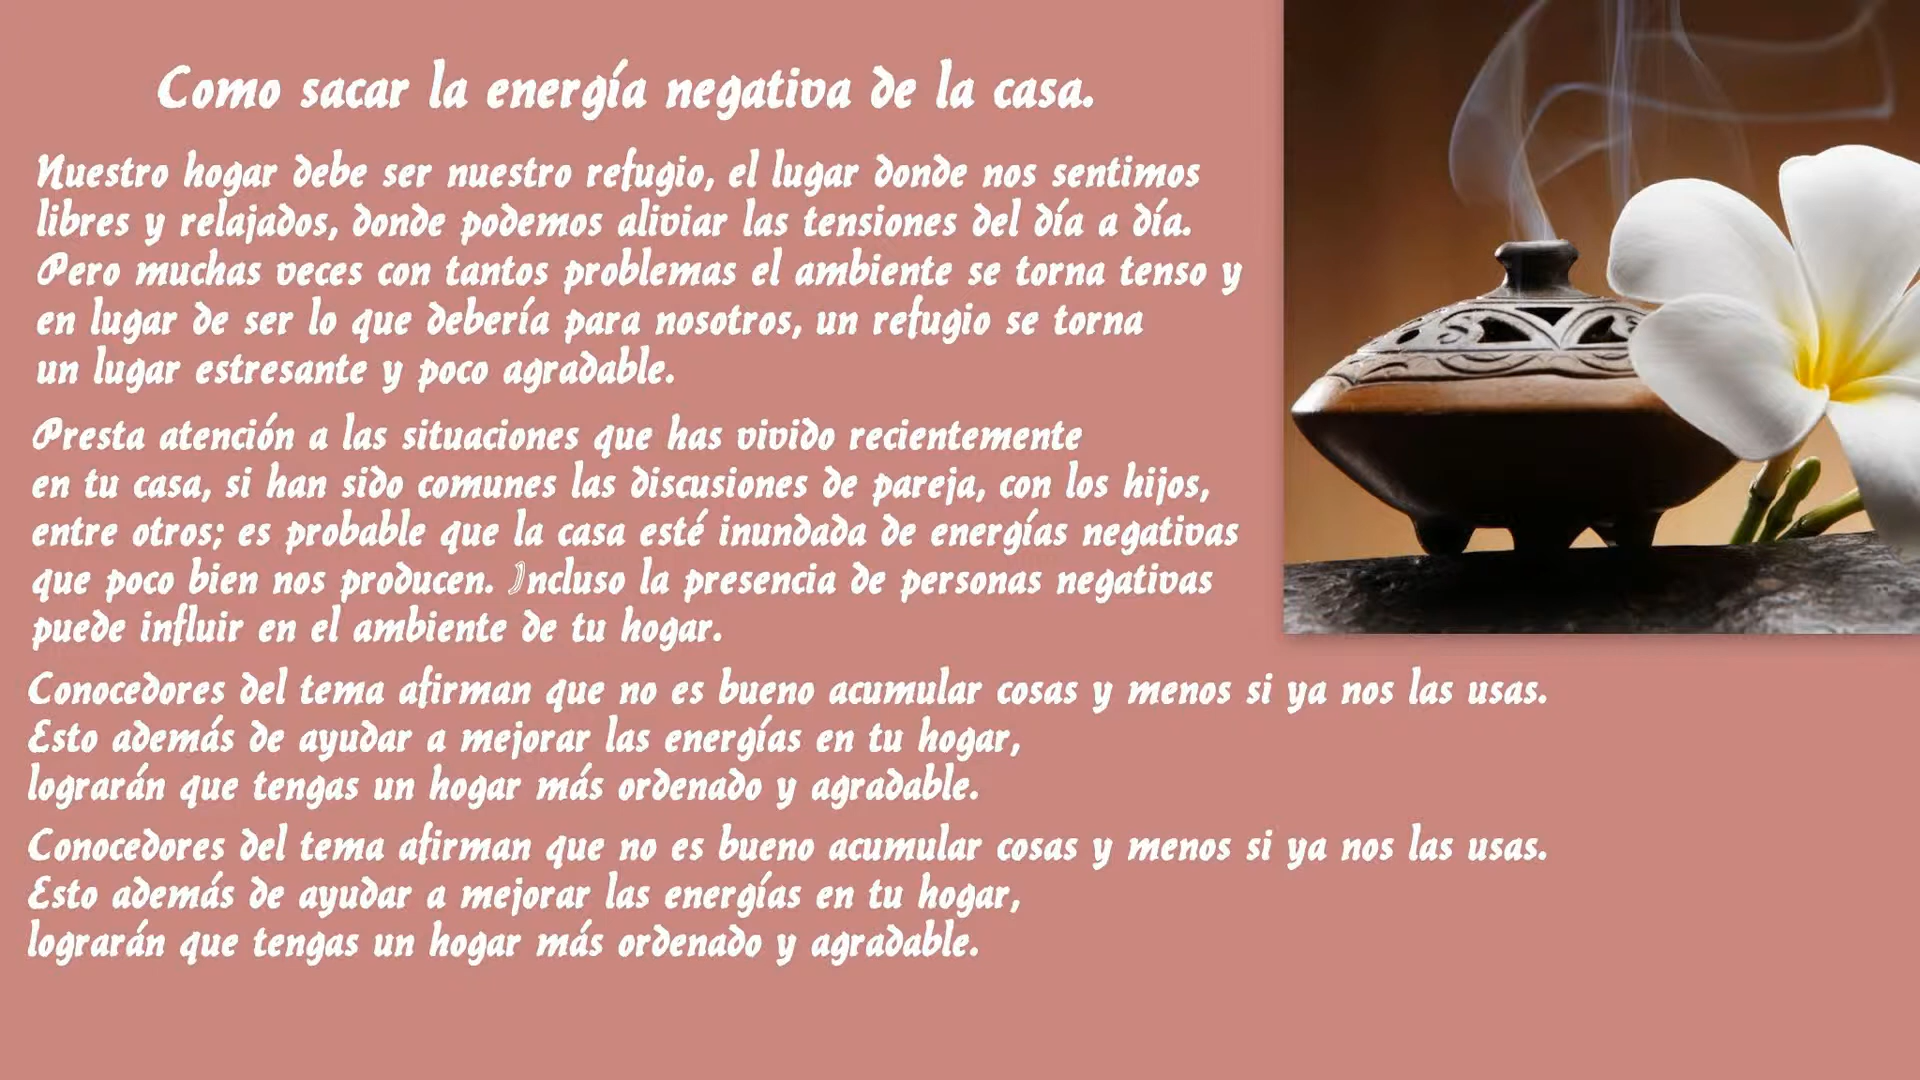 Como sacar la energía negativa de la casa.
Nuestro hogar debe ser nuestro refugio, el lugar donde nos sentimos
libres y relajados, donde podemos aliviar las tensiones del día a día.
Pero muchas veces con tantos problemas el ambiente se torna tenso y
en lugar de ser lo que debería para nosotros, un refugio se torna
un lugar estresante y poco agradable.
Presta atención a las situaciones que has vivido recientemente
en tu casa, si han sido comunes las discusiones de pareja, con los hijos,
entre otros; es probable que la casa esté inundada de energías negativas
que poco bien nos producen. Incluso la presencia de personas negativas
puede influir en el ambiente de tu hogar.
Conocedores del tema afirman que no es bueno acumular cosas y menos si ya nos las usas.
Esto además de ayudar a mejorar las energías en tu hogar,
lograrán que tengas un hogar más ordenado y agradable.
Conocedores del tema afirman que no es bueno acumular cosas y menos si ya nos las usas.
Esto además de ayudar a mejorar las energías en tu hogar,
lograrán que tengas un hogar más ordenado y agradable.